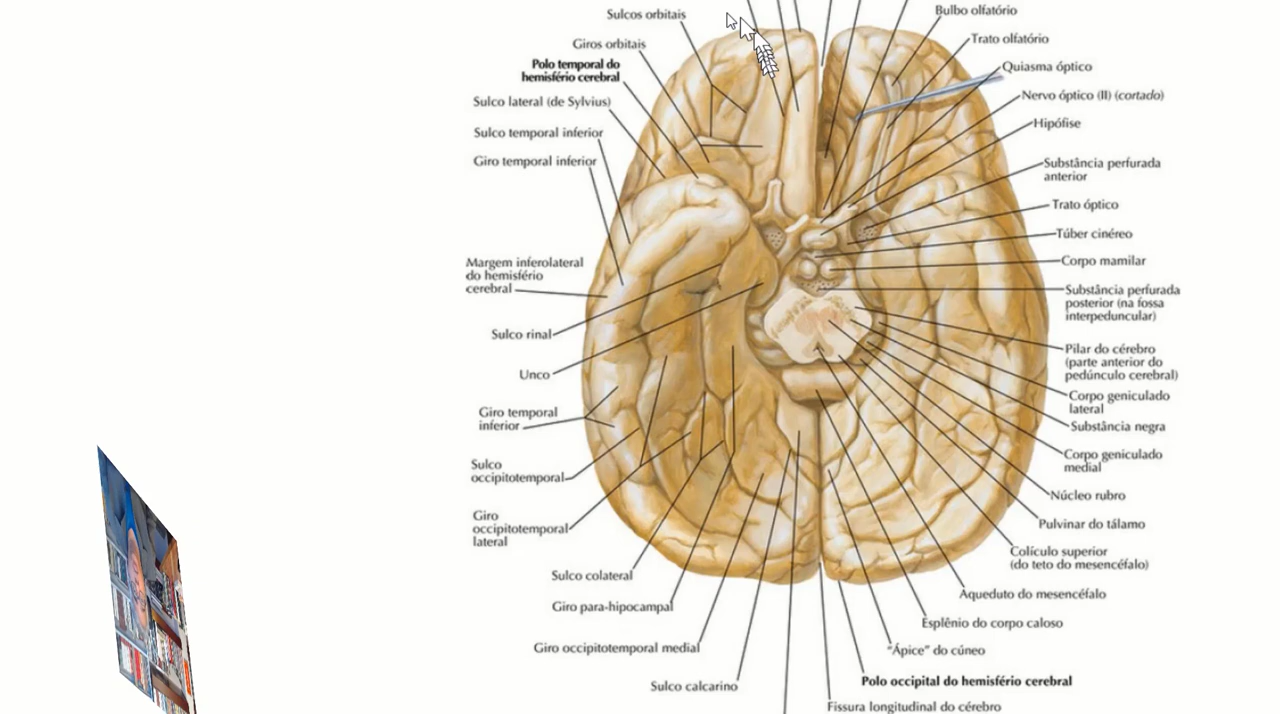 Sulcos orbitais
Giros orbitais
Polo temporal do
hemisfério cerebral
Sulco lateral (de Sylvius)
Sulco temporal inferior
Giro temporal inferior
Margem inferolateral
do hemisfério
cerebral
Sulco rinal
Unco
Giro temporal
inferior
Sulco
occipitotemporal
Giro
occipitotemporal
lateral
Sulco colateral
Giro para-hipocampal
Giro occipitotemporal medial
Sulco calcarino
Bulbo olfatório
Trato olfatório
Quiasma óptico
Nervo óptico (II) (cortado)
Hipófise
Substância perfurada
anterior
Trato óptico
Túber cinéreo
Corpo mamilar
Substância perfurada
posterior (na fossa
interpeduncular)
Pilar do cérebro
(parte anterior do
pedúnculo cerebral)
Corpo geniculado
lateral
Substância negra
Corpo geniculado
medial
Núcleo rubro
Pulvinar do tálamo
Colículo superior
(do teto do mesencéfalo)
Aqueduto do mesencéfalo
Esplênio do corpo caloso
“Ápice” do cúneo
Polo occipital do hemisfério cerebral
Fissura longitudinal do cérebro